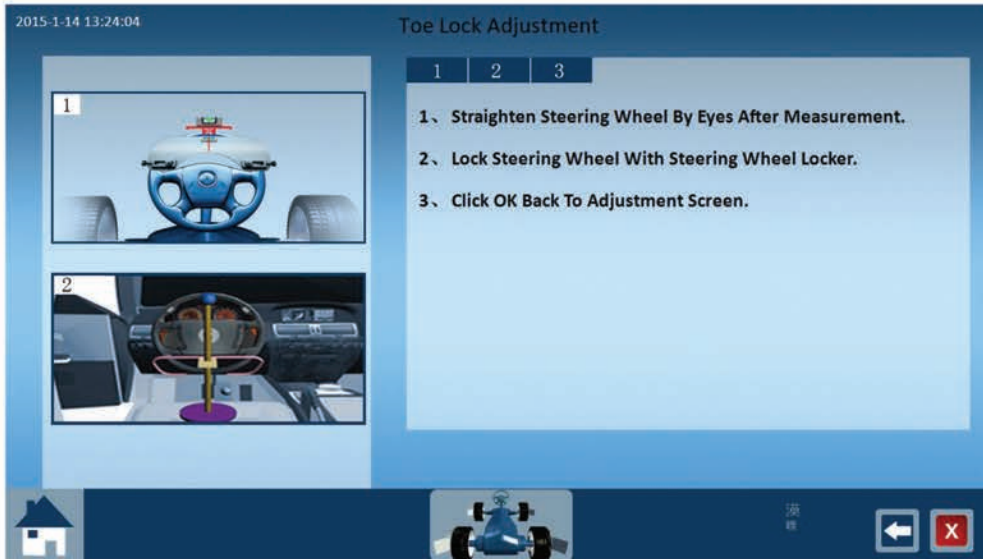 2015-1-14 13:24:04
Toe Lock Adjustment
1
2
1 2 3
1、 Straighten Steering Wheel By Eyes After Measurement.
2、 Lock Steering Wheel With Steering Wheel Locker.
3、 Click OK Back To Adjustment Screen.
X